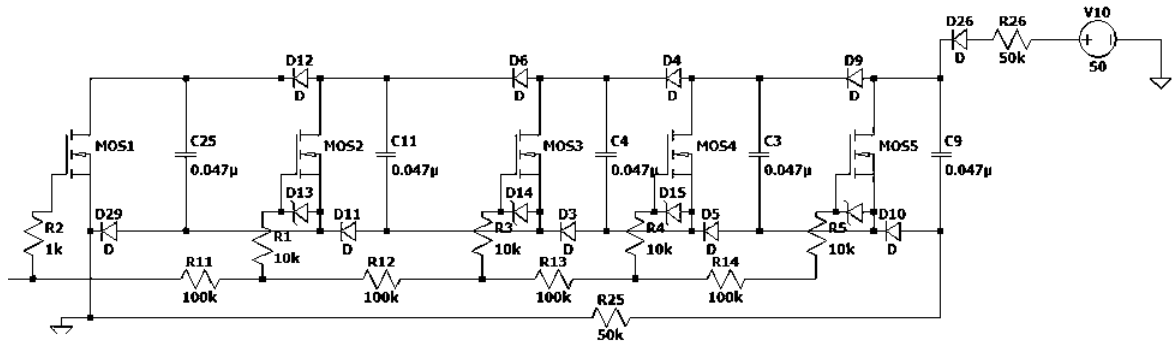 V10
D26 R26
D 50k 50
D12 D6 D4 D9
D D D D
MOS1 C25 MOS2 C11 MOS3 C4 MOS4 C3 MOS5 C9
0.047µ 0.047µ 0.047µ 0.047µ 0.047µ
D13 D14 D15
R2 D29 R1 D11 R3 D3 R4 D5 R5 D10
1k D 10k D 10k D 10k D 10k D
R11 R12 R13 R14
100k 100k 100k 100k
R25
50k